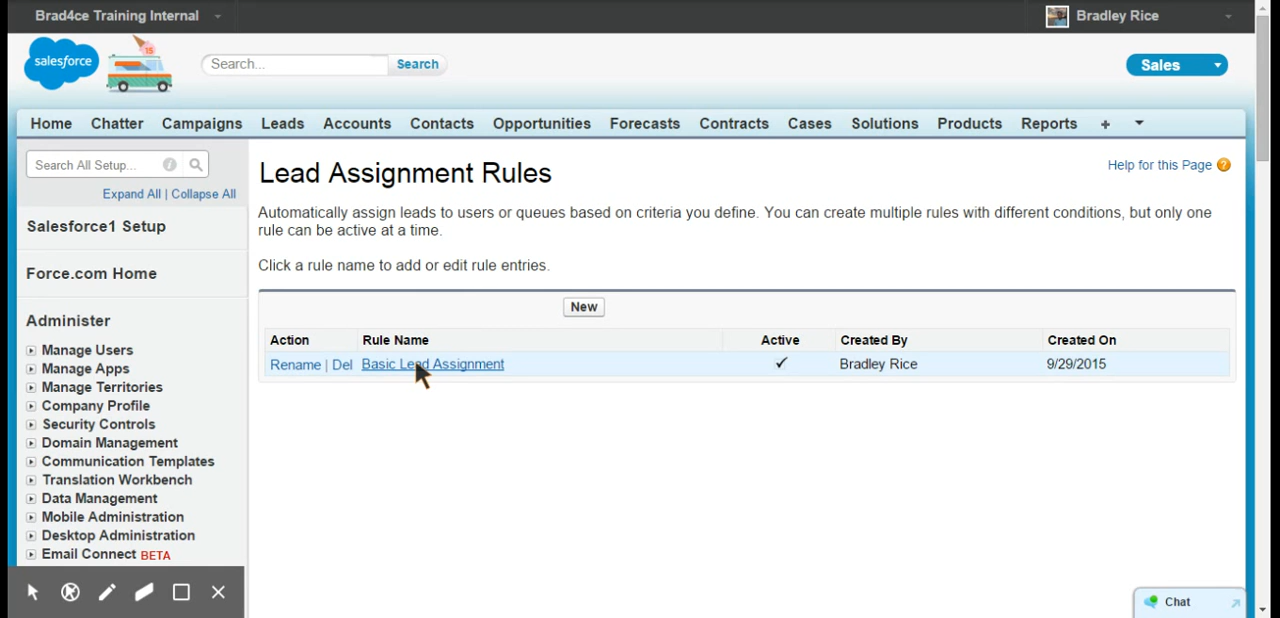 Brad4ce Training Internal
Bradley Rice
salesforce
15
Search...
Search
Sales
Home Chatter Campaigns Leads Accounts Contacts Opportunities Forecasts Contracts Cases Solutions Products Reports +
Search All Setup...
Expand All | Collapse All
Salesforce1 Setup
Force.com Home
Administer
Manage Users
Manage Apps
Manage Territories
Company Profile
Security Controls
Domain Management
Communication Templates
Translation Workbench
Data Management
Mobile Administration
Desktop Administration
Email Connect BETA
Lead Assignment Rules
Help for this Page ?
Automatically assign leads to users or queues based on criteria you define. You can create multiple rules with different conditions, but only one
rule can be active at a time.
Click a rule name to add or edit rule entries.
New
Action Rule Name Active Created By Created On
Rename | Del Basic Lead Assignment ✓ Bradley Rice 9/29/2015
Chat